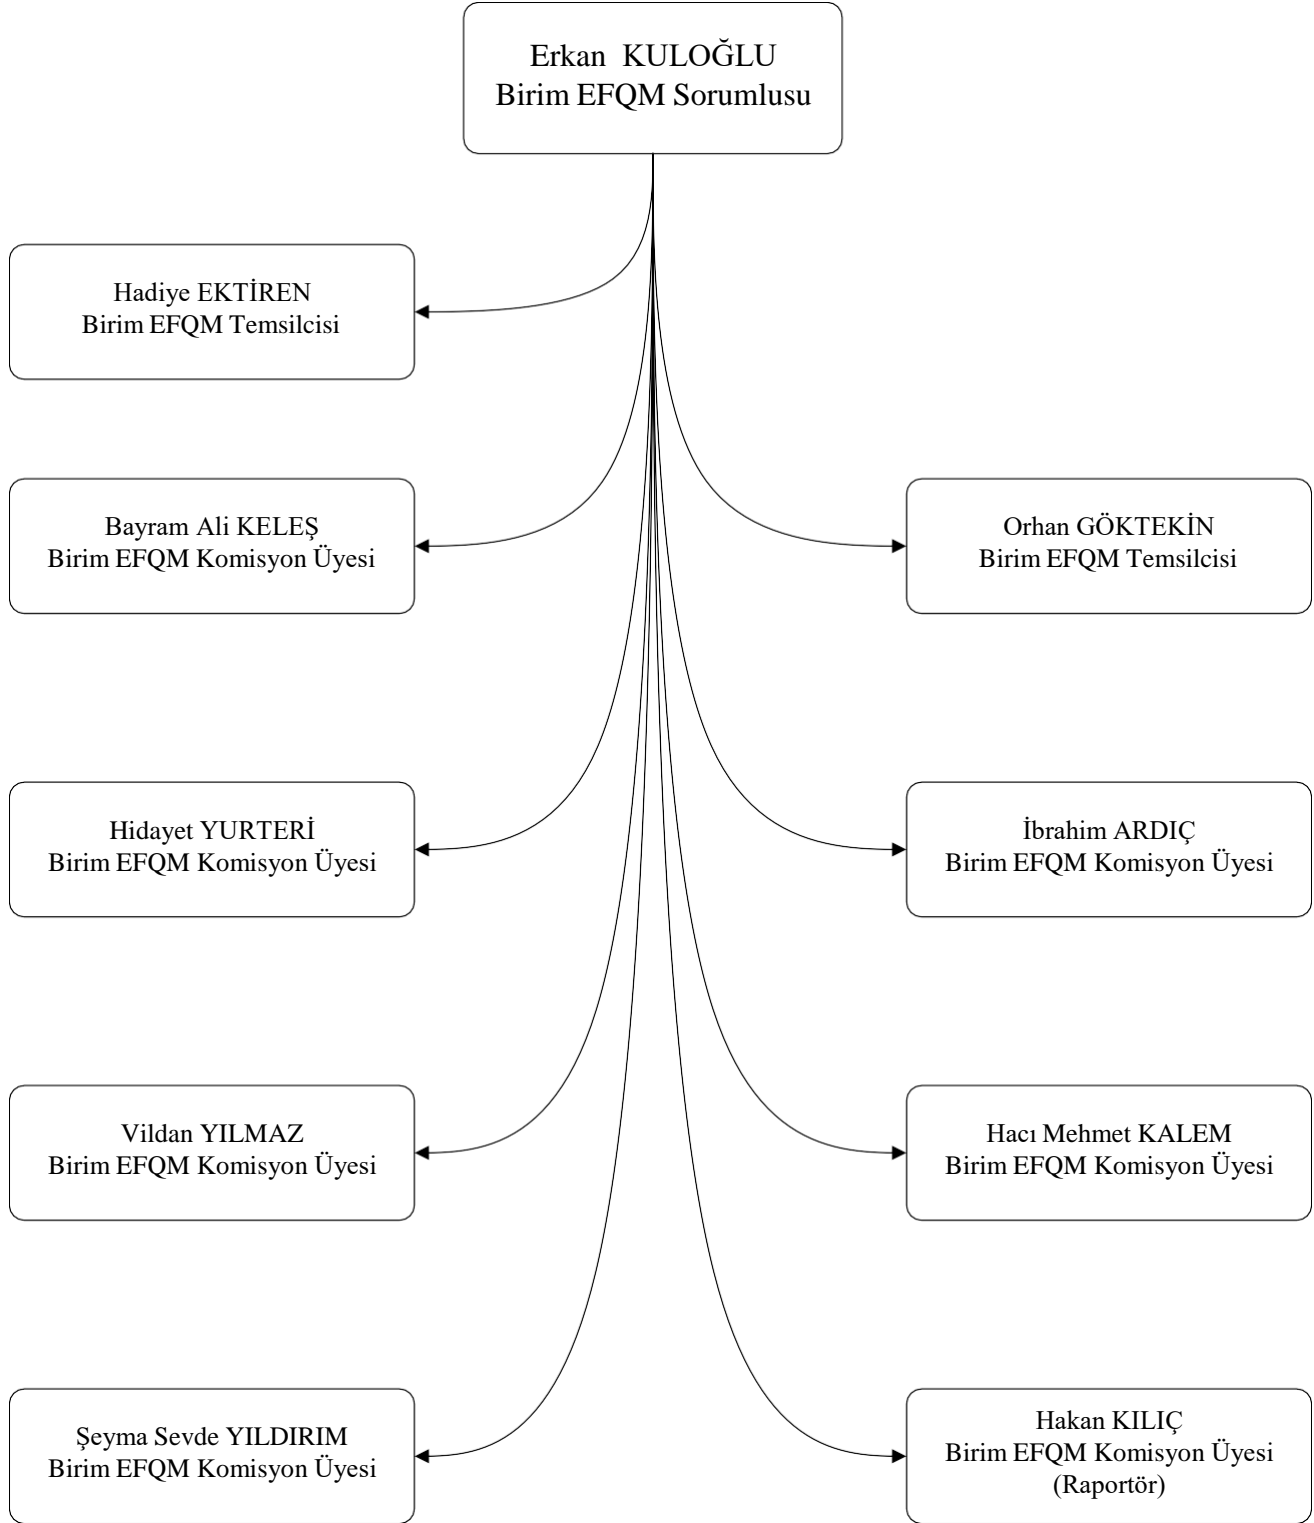 Erkan KULOĞLU
Birim EFQM Sorumlusu
Hadiye EKTİREN
Birim EFQM Temsilcisi
Bayram Ali KELEŞ
Birim EFQM Komisyon Üyesi
Orhan GÖKTEKİN
Birim EFQM Temsilcisi
Hidayet YURTERİ
Birim EFQM Komisyon Üyesi
İbrahim ARDIÇ
Birim EFQM Komisyon Üyesi
Vildan YILMAZ
Birim EFQM Komisyon Üyesi
Hacı Mehmet KALEM
Birim EFQM Komisyon Üyesi
Şeyma Sevde YILDIRIM
Birim EFQM Komisyon Üyesi
Hakan KILIÇ
Birim EFQM Komisyon Üyesi
(Raportör)